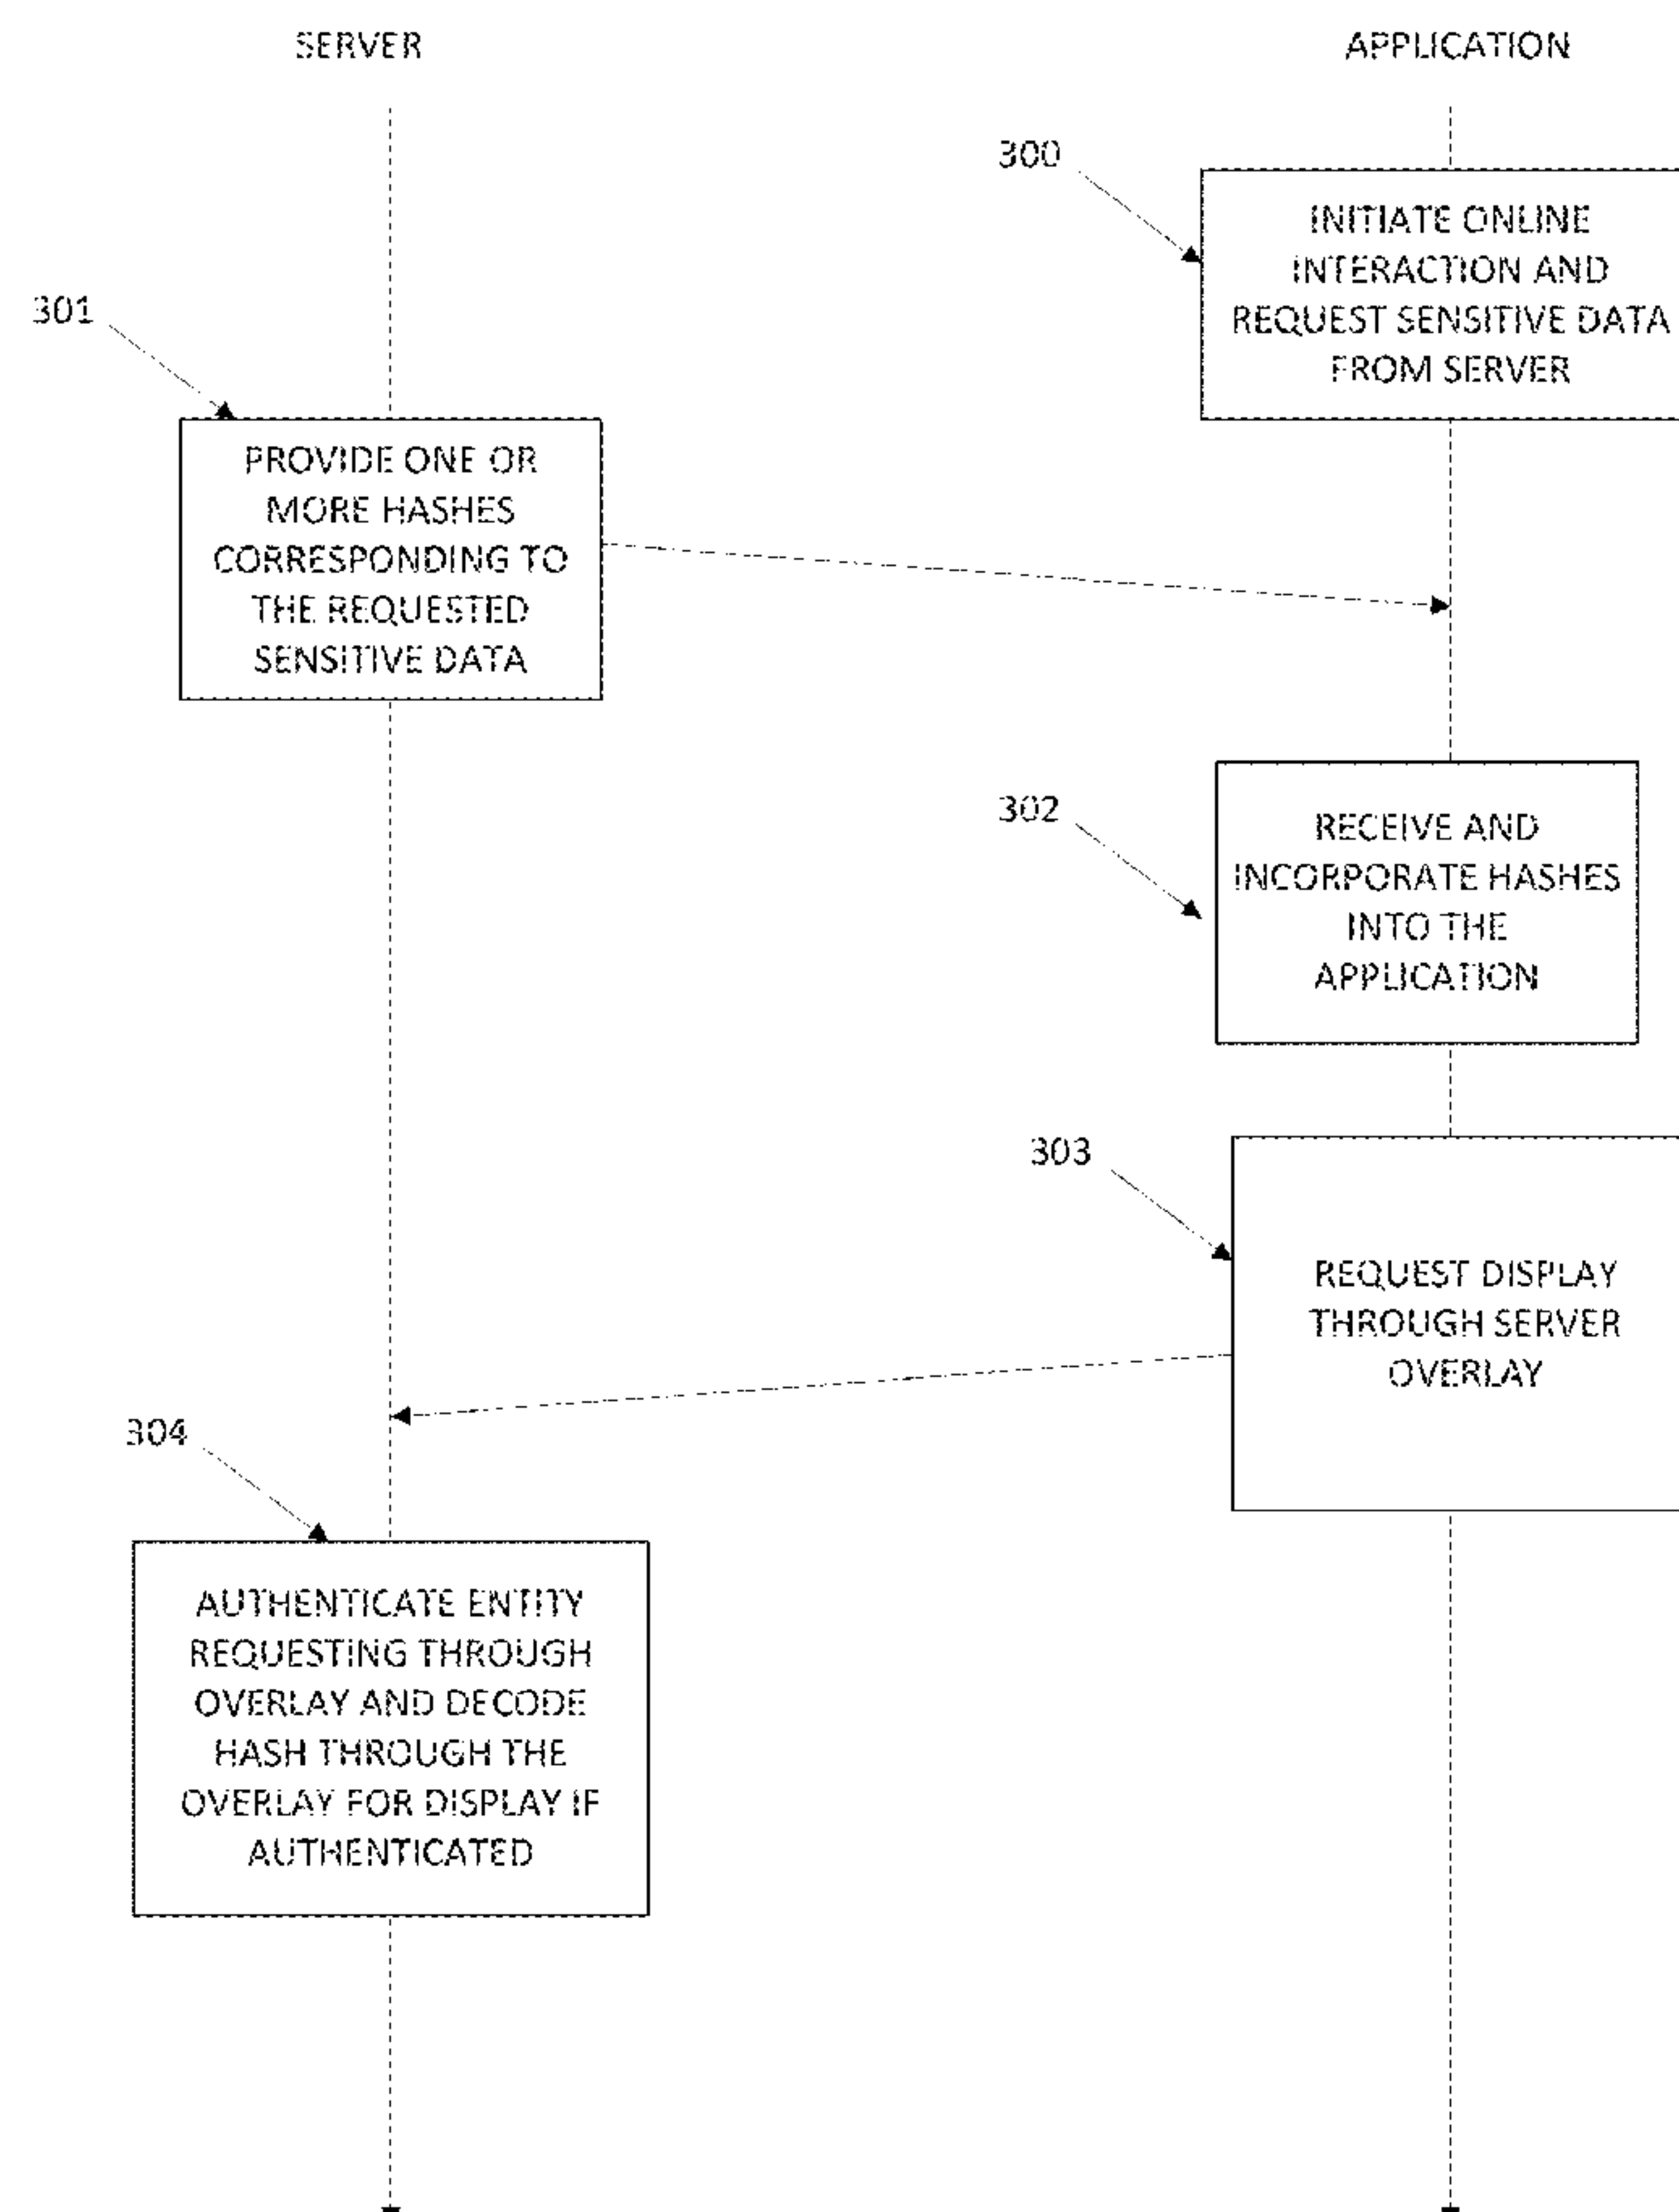 SERVER
APPLICATION
300
INITIATE ONLINE
INTERACTION AND
REQUEST SENSITIVE DATA
FROM SERVER
301
PROVIDE ONE OR
MORE HASHES
CORRESPONDING TO
THE REQUESTED
SENSITIVE DATA
302
RECEIVE AND
INCORPORATE HASHES
INTO THE
APPLICATION
303
REQUEST DISPLAY
THROUGH SERVER
OVERLAY
304
AUTHENTICATE ENTITY
REQUESTING THROUGH
OVERLAY AND DECODE
HASH THROUGH THE
OVERLAY FOR DISPLAY IF
AUTHENTICATED